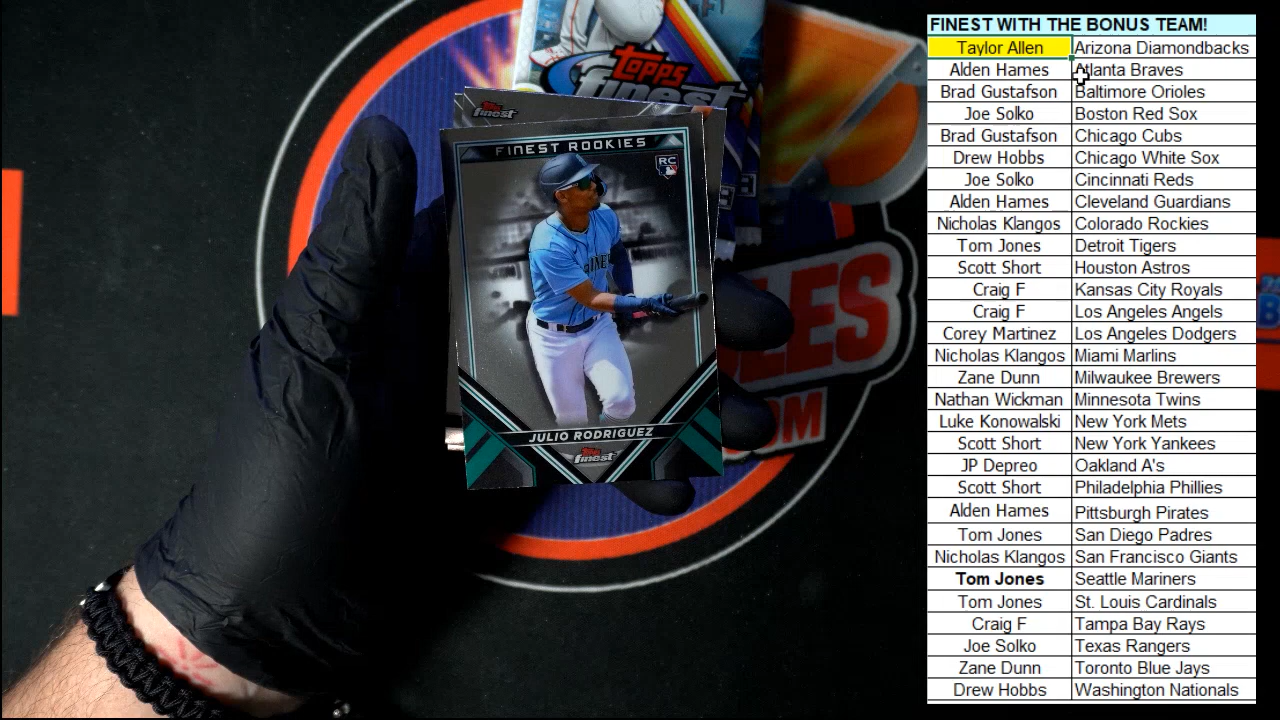 FINEST WITH THE BONUS TEAM!
Taylor Allen Arizona Diamondbacks
Alden Hames Atlanta Braves
Brad Gustafson Baltimore Orioles
Joe Solko Boston Red Sox
Brad Gustafson Chicago Cubs
Drew Hobbs Chicago White Sox
Joe Solko Cincinnati Reds
Alden Hames Cleveland Guardians
Nicholas Klangos Colorado Rockies
Tom Jones Detroit Tigers
Scott Short Houston Astros
Craig F Kansas City Royals
Craig F Los Angeles Angels
Corey Martinez Los Angeles Dodgers
Nicholas Klangos Miami Marlins
Zane Dunn Milwaukee Brewers
Nathan Wickman Minnesota Twins
Luke Konowalski New York Mets
Scott Short New York Yankees
JP Depreo Oakland A's
Scott Short Philadelphia Phillies
Alden Hames Pittsburgh Pirates
Tom Jones San Diego Padres
Nicholas Klangos San Francisco Giants
Tom Jones Seattle Mariners
Tom Jones St. Louis Cardinals
Craig F Tampa Bay Rays
Joe Solko Texas Rangers
Zane Dunn Toronto Blue Jays
Drew Hobbs Washington Nationals
Topps
finest
Topps
finest
FINEST ROOKIES
RC
JULIO RODRIGUEZ
Topps
finest
LES
OM